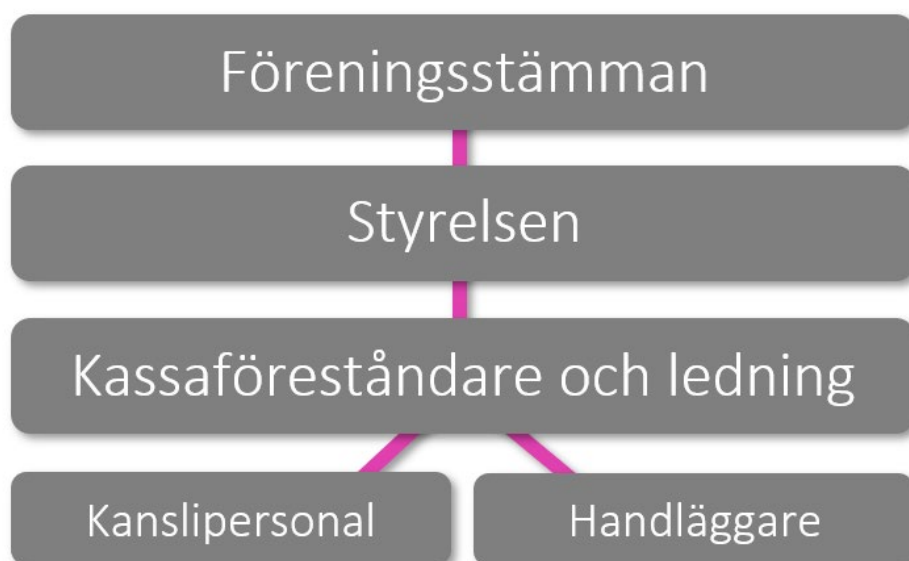 Föreningsstämman
Styrelsen
Kassaföreståndare och ledning
Kanslipersonal
Handläggare